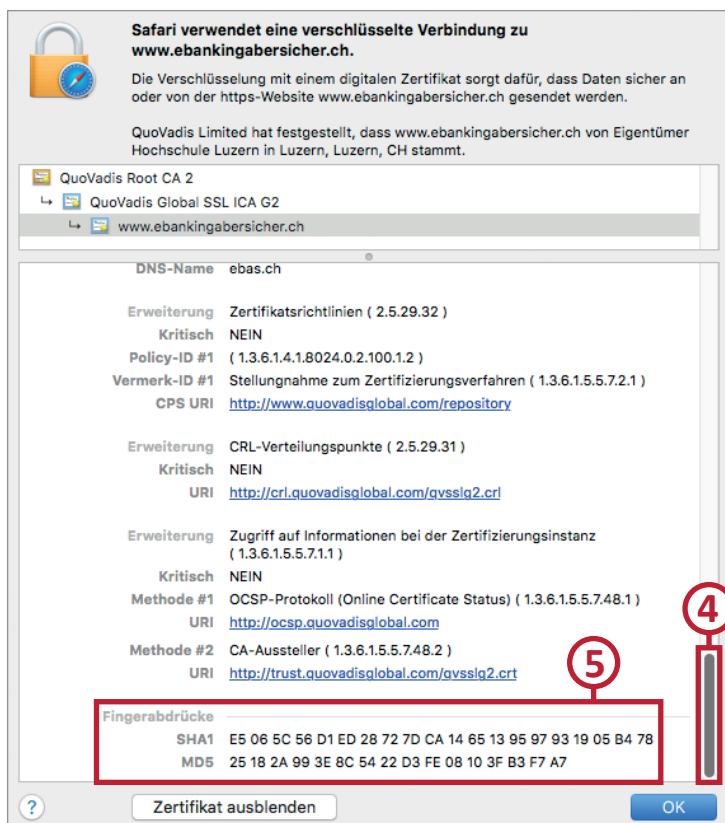 Safari verwendet eine verschlüsselte Verbindung zu
www.ebankingabersicher.ch.
Die Verschlüsselung mit einem digitalen Zertifikat sorgt dafür, dass Daten sicher an
oder von der https-Website www.ebankingabersicher.ch gesendet werden.
QuoVadis Limited hat festgestellt, dass www.ebankingabersicher.ch von Eigentümer
Hochschule Luzern in Luzern, Luzern, CH stammt.
QuoVadis Root CA 2
QuoVadis Global SSL ICA G2
www.ebankingabersicher.ch
DNS-Name ebas.ch
Erweiterung Zertifikatsrichtlinien ( 2.5.29.32 )
Kritisch NEIN
Policy-ID #1 ( 1.3.6.1.4.1.8024.0.2.100.1.2 )
Vermerk-ID #1 Stellungnahme zum Zertifizierungsverfahren ( 1.3.6.1.5.5.7.2.1 )
CPS URI http://www.quovadisglobal.com/repository
Erweiterung CRL-Verteilungspunkte ( 2.5.29.31 )
Kritisch NEIN
URI http://crl.quovadisglobal.com/qvsslg2.crl
Erweiterung Zugriff auf Informationen bei der Zertifizierungsinstanz
( 1.3.6.1.5.5.7.1.1 )
Kritisch NEIN
Methode #1 OCSP-Protokoll (Online Certificate Status) ( 1.3.6.1.5.5.7.48.1 )
URI http://ocsp.quovadisglobal.com
4
Methode #2 CA-Aussteller ( 1.3.6.1.5.5.7.48.2 )
URI http://trust.quovadisglobal.com/qvsslg2.crt
5
Fingerabdrücke
SHA1 E5 06 5C 56 D1 ED 28 72 7D CA 14 65 13 95 97 93 19 05 B4 78
MD5 25 18 2A 99 3E 8C 54 22 D3 FE 08 10 3F B3 F7 A7
? Zertifikat ausblenden OK